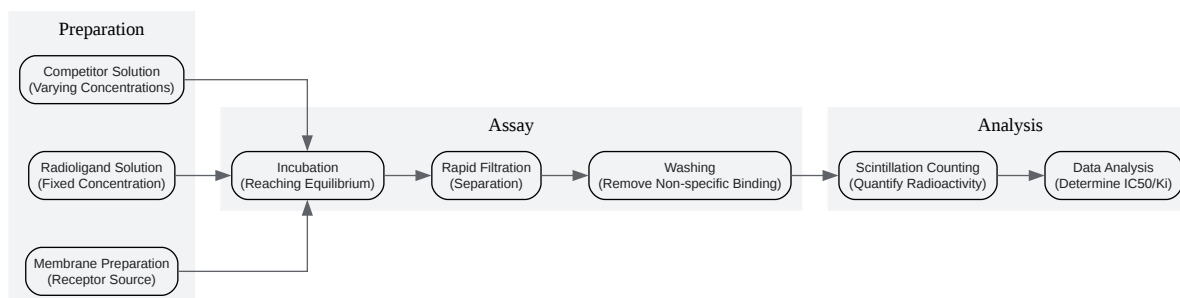 Preparation
Competitor Solution
(Varying Concentrations)
Radioligand Solution
(Fixed Concentration)
Membrane Preparation
(Receptor Source)
Assay
Incubation
(Reaching Equilibrium)
Rapid Filtration
(Separation)
Washing
(Remove Non-specific Binding)
Analysis
Scintillation Counting
(Quantify Radioactivity)
Data Analysis
(Determine IC50/Ki)